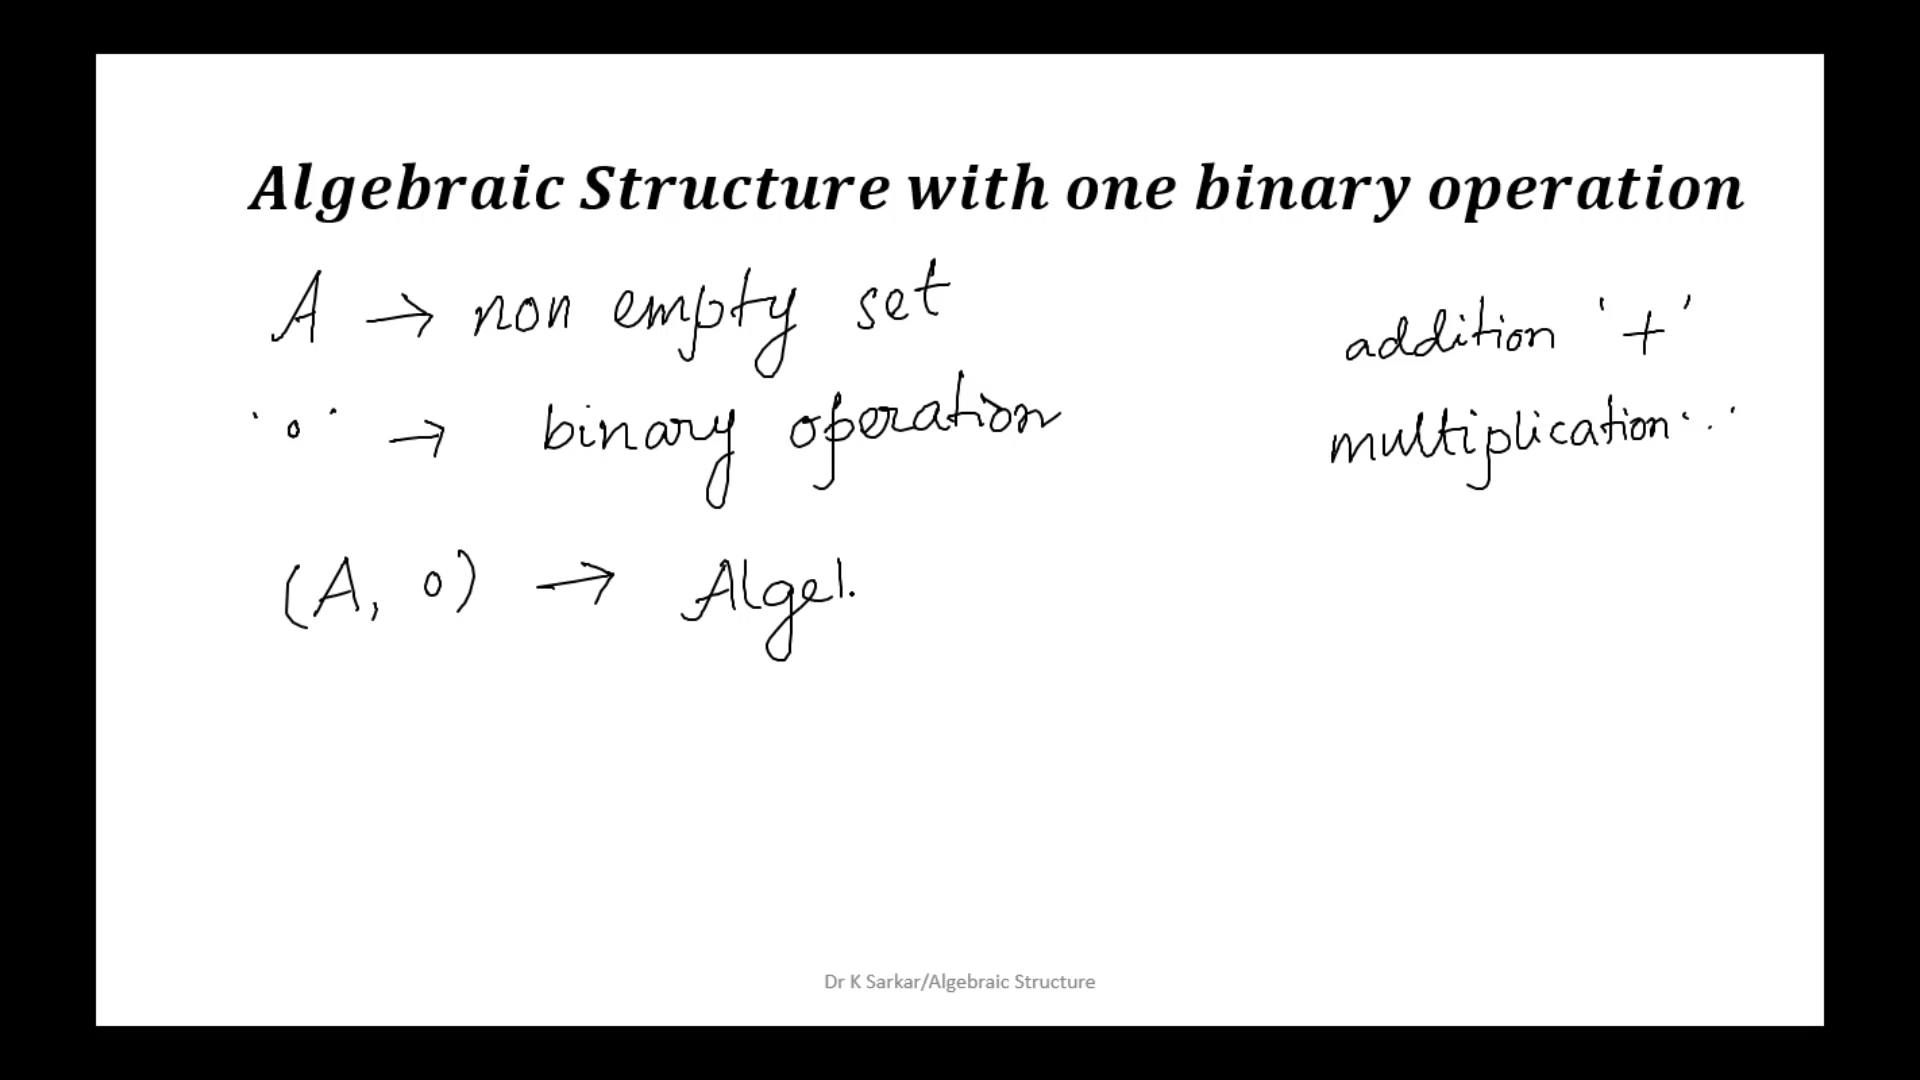 Algebraic Structure with one binary operation
A → non empty set
'∘' → binary operation
(A, ∘) → Algel.
addition '+'
multiplication '.'
Dr K Sarkar/Algebraic Structure